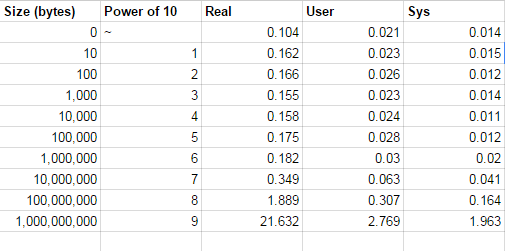 Size (bytes) Power of 10 Real User Sys
0 ~ 0.104 0.021 0.014
10 1 0.162 0.023 0.015
100 2 0.166 0.026 0.012
1,000 3 0.155 0.023 0.014
10,000 4 0.158 0.024 0.011
100,000 5 0.175 0.028 0.012
1,000,000 6 0.182 0.03 0.02
10,000,000 7 0.349 0.063 0.041
100,000,000 8 1.889 0.307 0.164
1,000,000,000 9 21.632 2.769 1.963